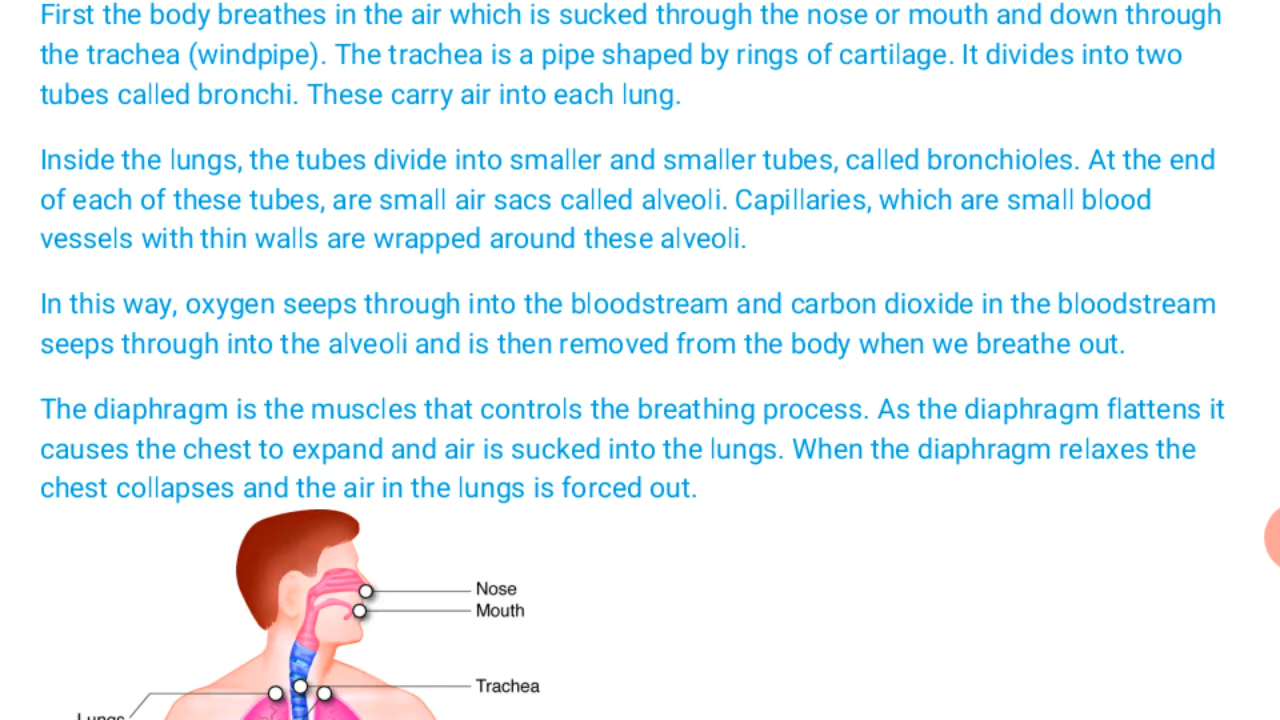 First the body breathes in the air which is sucked through the nose or mouth and down through
the trachea (windpipe). The trachea is a pipe shaped by rings of cartilage. It divides into two
tubes called bronchi. These carry air into each lung.
Inside the lungs, the tubes divide into smaller and smaller tubes, called bronchioles. At the end
of each of these tubes, are small air sacs called alveoli. Capillaries, which are small blood
vessels with thin walls are wrapped around these alveoli.
In this way, oxygen seeps through into the bloodstream and carbon dioxide in the bloodstream
seeps through into the alveoli and is then removed from the body when we breathe out.
The diaphragm is the muscles that controls the breathing process. As the diaphragm flattens it
causes the chest to expand and air is sucked into the lungs. When the diaphragm relaxes the
chest collapses and the air in the lungs is forced out.
Nose
Mouth
Trachea
Lungs